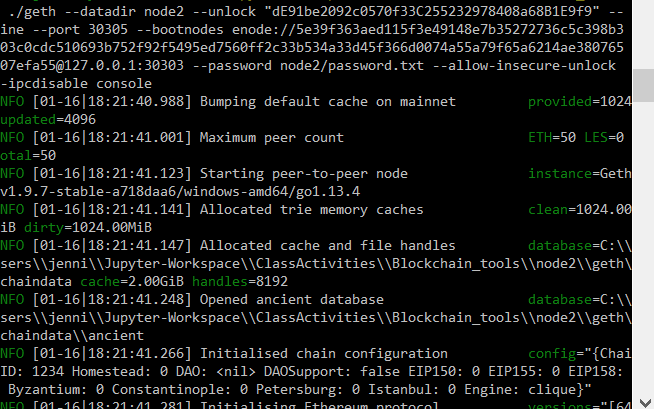 ./geth --datadir node2 --unlock "dE91be2092c0570f33C255232978408a68B1E9f9" --
ine --port 30305 --bootnodes enode://5e39f363aed115f3e49148e7b35272736c5c398b3
03c0cdc510693b752f92f5495ed7560ff2c33b534a33d45f366d0074a55a79f65a6214ae380765
07efa55@127.0.0.1:30303 --password node2/password.txt --allow-insecure-unlock
-ipcdisable console
NFO [01-16|18:21:40.988] Bumping default cache on mainnet provided=1024
updated=4096
NFO [01-16|18:21:41.001] Maximum peer count ETH=50 LES=0
otal=50
NFO [01-16|18:21:41.123] Starting peer-to-peer node instance=Geth
v1.9.7-stable-a718daa6/windows-amd64/go1.13.4
NFO [01-16|18:21:41.141] Allocated trie memory caches clean=1024.00
iB dirty=1024.00MiB
NFO [01-16|18:21:41.147] Allocated cache and file handles database=C:\\
sers\\jenni\\Jupyter-Workspace\\ClassActivities\\Blockchain_tools\\node2\\geth\
chaindata cache=2.00GiB handles=8192
NFO [01-16|18:21:41.248] Opened ancient database database=C:\\
sers\\jenni\\Jupyter-Workspace\\ClassActivities\\Blockchain_tools\\node2\\geth\
chaindata\\ancient
NFO [01-16|18:21:41.266] Initialised chain configuration config="{Chai
ID: 1234 Homestead: 0 DAO: <nil> DAOSupport: false EIP150: 0 EIP155: 0 EIP158:
Byzantium: 0 Constantinople: 0 Petersburg: 0 Istanbul: 0 Engine: clique}"
NFO [01-16|18:21:41.281] Initialising Ethereum protocol versions="[64